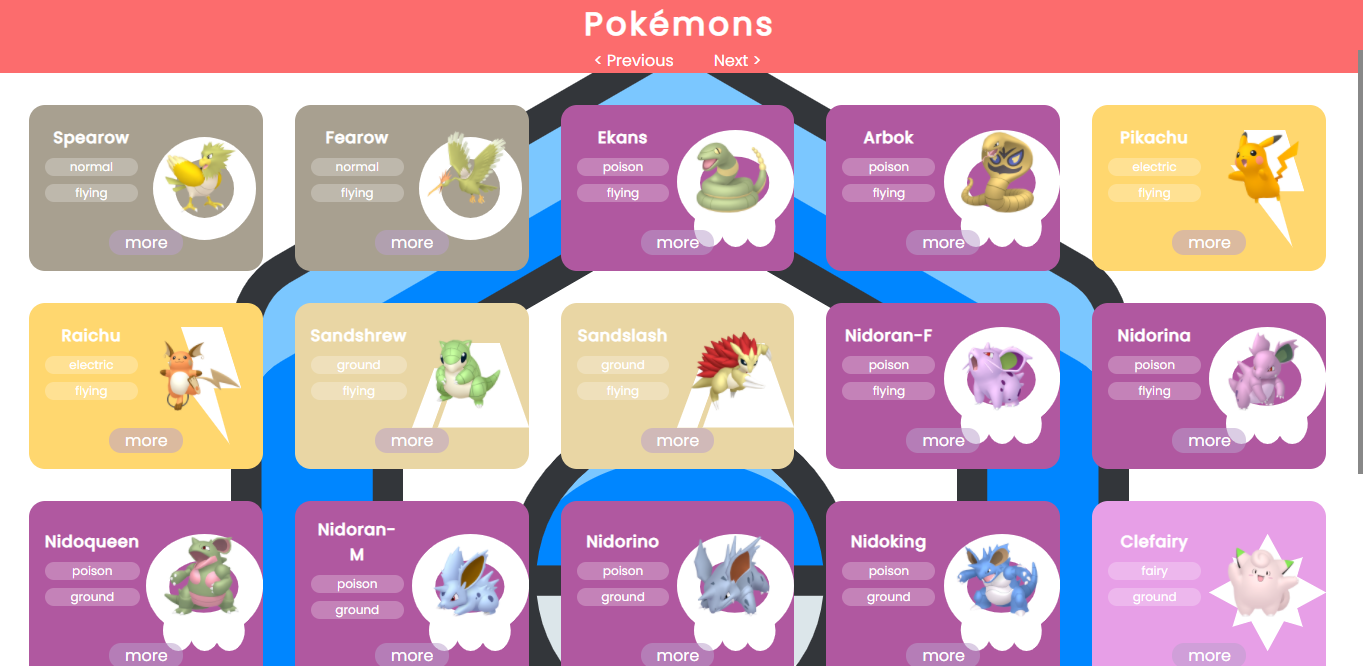 Pokémons
< Previous Next >
Spearow
normal
flying
more
Fearow
normal
flying
more
Ekans
poison
flying
more
Arbok
poison
flying
more
Pikachu
electric
flying
more
Raichu
electric
flying
more
Sandshrew
ground
flying
more
Sandslash
ground
flying
more
Nidoran-F
poison
flying
more
Nidorina
poison
flying
more
Nidoqueen
poison
ground
more
Nidoran-
M
poison
ground
more
Nidorino
poison
ground
more
Nidoking
poison
ground
more
Clefairy
fairy
ground
more